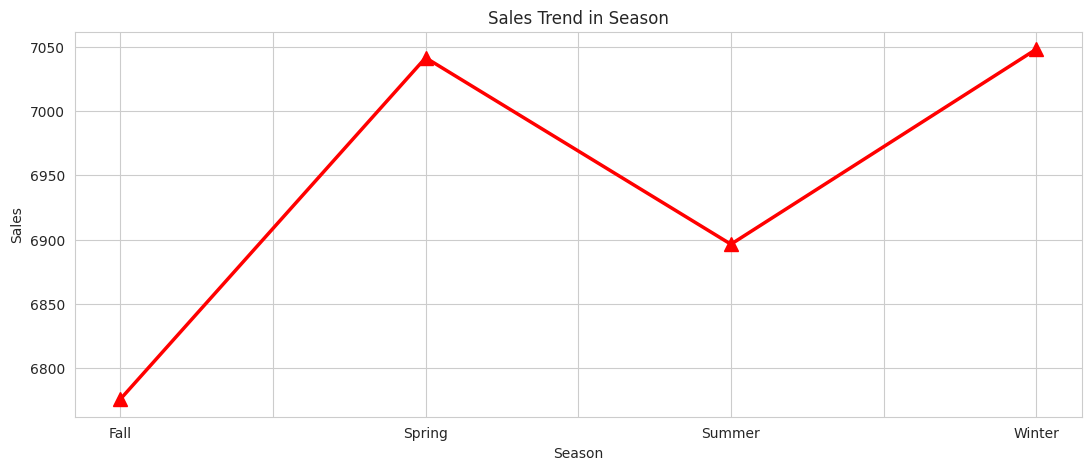 Sales Trend in Season
7050
7000
6950
6900
6850
6800
Sales
Fall Spring Summer Winter
Season